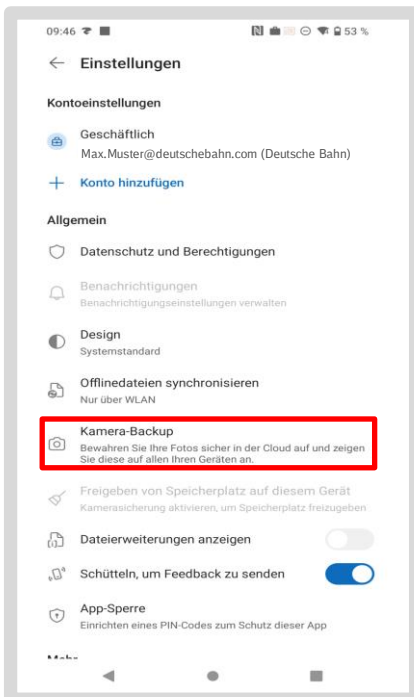 09:46 53 %
Einstellungen
Kontoeinstellungen
Geschäftlich
Max.Muster@deutschebahn.com (Deutsche Bahn)
Konto hinzufügen
Allgemein
Datenschutz und Berechtigungen
Benachrichtigungen
Benachrichtigungseinstellungen verwalten
Design
Systemstandard
Offlinedateien synchronisieren
Nur über WLAN
Kamera-Backup
Bewahren Sie Ihre Fotos sicher in der Cloud auf und zeigen
Sie diese auf allen Ihren Geräten an.
Freigeben von Speicherplatz auf diesem Gerät
Kamerasicherung aktivieren, um Speicherplatz freizugeben
Dateierweiterungen anzeigen
Schütteln, um Feedback zu senden
App-Sperre
Einrichten eines PIN-Codes zum Schutz dieser App